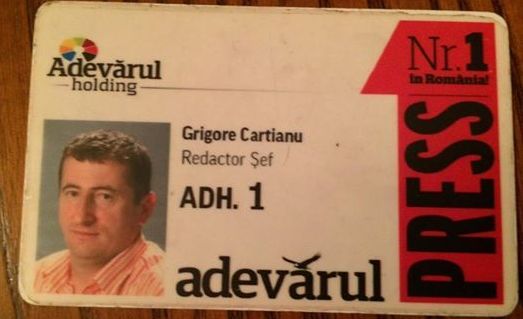 Adevărul
holding
Nr.1
în România!
PRESS
Grigore Cartianu
Redactor Şef
ADH. 1
adevărul